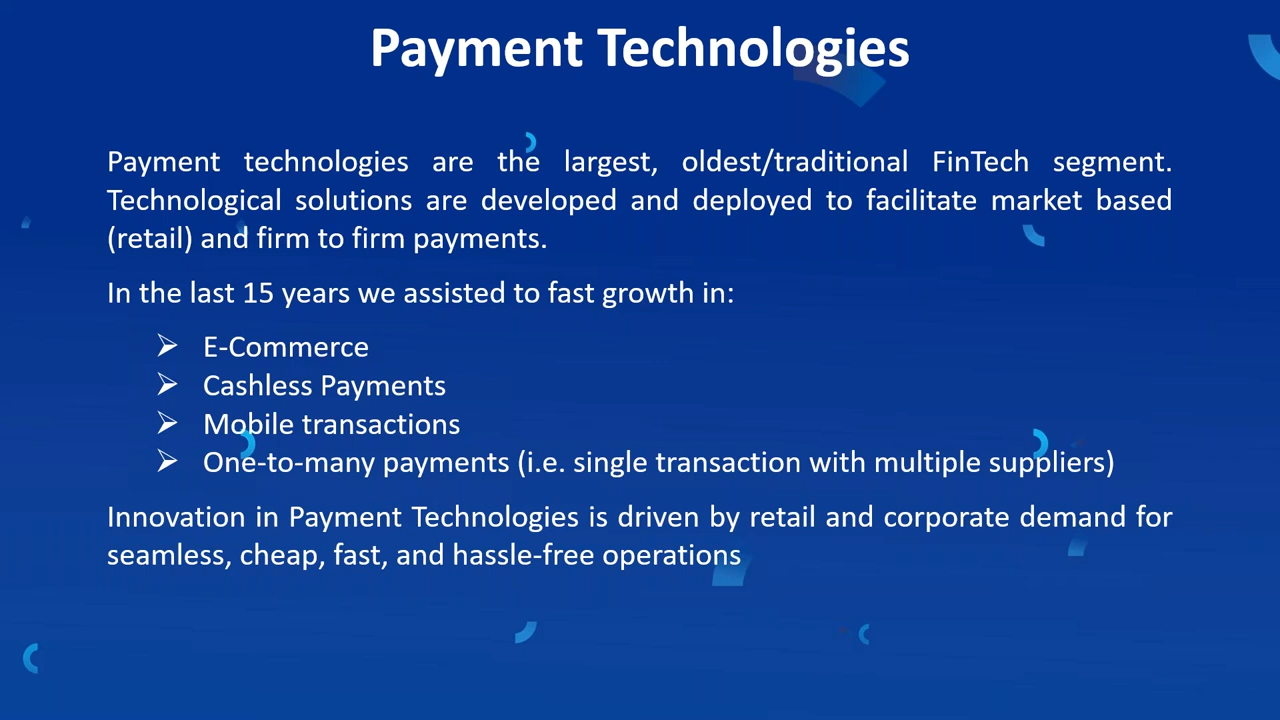 Payment Technologies
Payment technologies are the largest, oldest/traditional FinTech segment.
Technological solutions are developed and deployed to facilitate market based
(retail) and firm to firm payments.
In the last 15 years we assisted to fast growth in:
➢ E-Commerce
➢ Cashless Payments
➢ Mobile transactions
➢ One-to-many payments (i.e. single transaction with multiple suppliers)
Innovation in Payment Technologies is driven by retail and corporate demand for
seamless, cheap, fast, and hassle-free operations